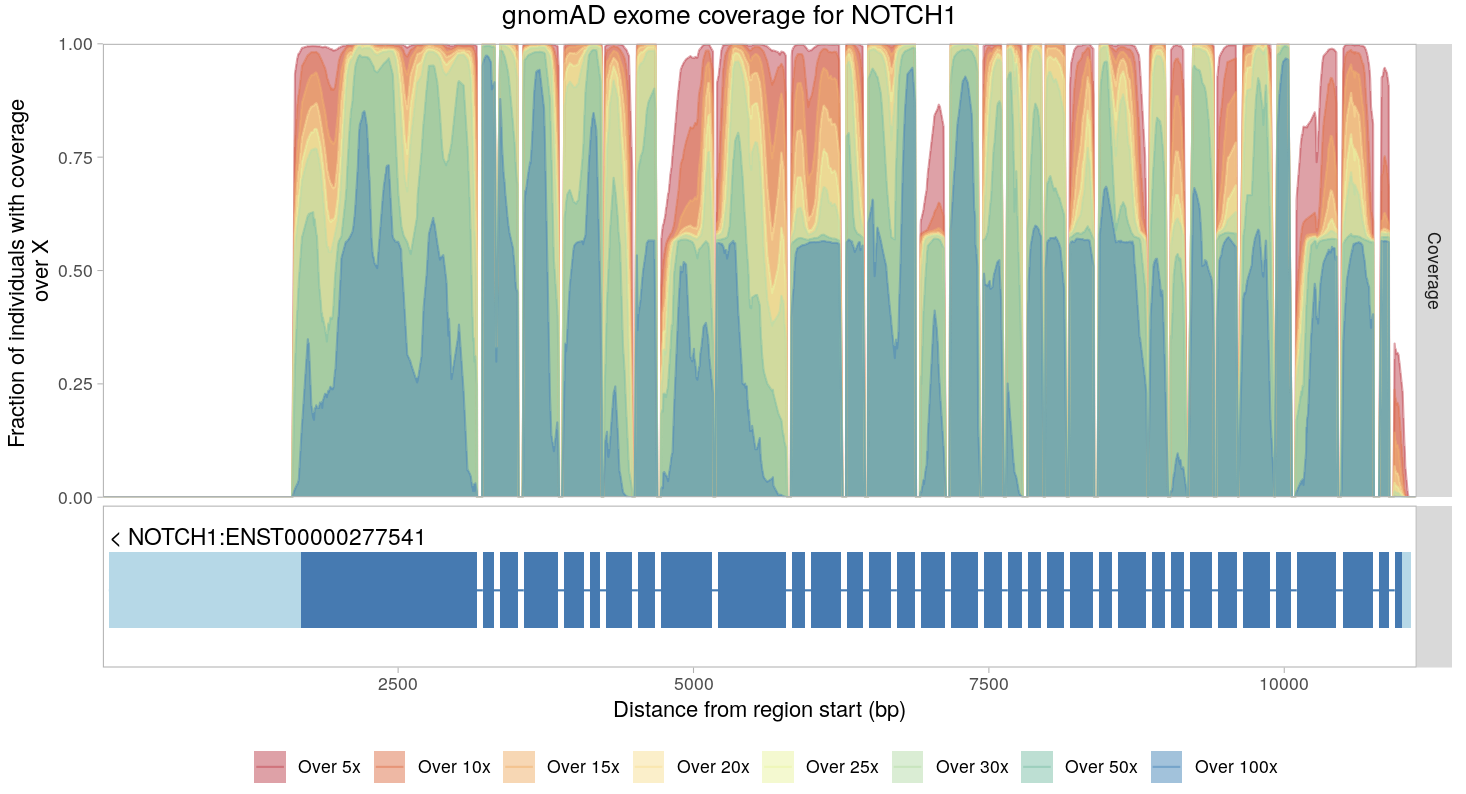 gnomAD exome coverage for NOTCH1
Fraction of individuals with coverage
over X
1.00
0.75
0.50
0.25
0.00
Coverage
< NOTCH1:ENST00000277541
2500
5000
7500
10000
Distance from region start (bp)
Over 5x
Over 10x
Over 15x
Over 20x
Over 25x
Over 30x
Over 50x
Over 100x